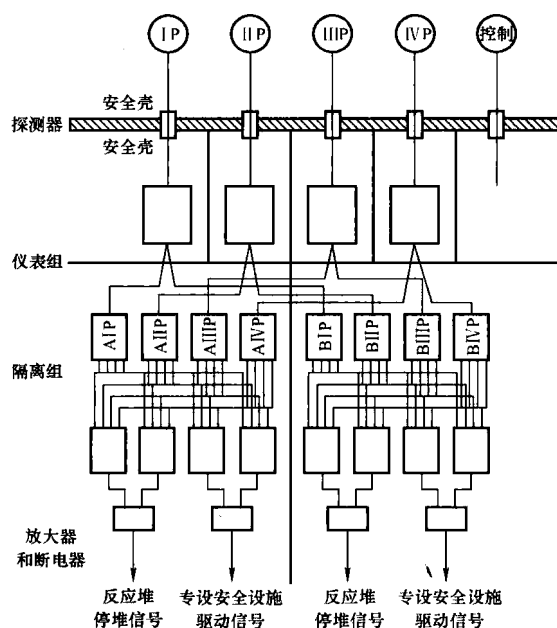 ⅠP ⅡP ⅢP ⅣP 控制
安全壳
探测器
安全壳
仪表组
AⅠP AⅡP AⅢP AⅣP BⅠP BⅡP BⅢP BⅣP
隔离组
放大器
和断电器
反应堆 专设安全设施 反应堆 专设安全设施
停堆信号 驱动信号 停堆信号 驱动信号